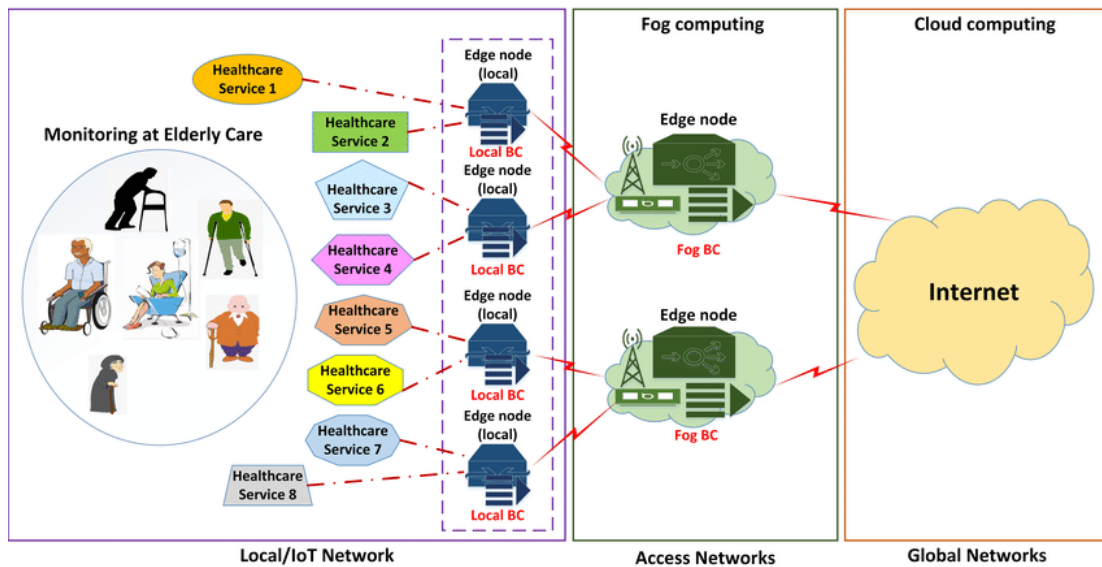 Fog computing
Cloud computing
Monitoring at Elderly Care
Healthcare
Service 1
Healthcare
Service 2
Healthcare
Service 3
Healthcare
Service 4
Healthcare
Service 5
Healthcare
Service 6
Healthcare
Service 7
Healthcare
Service 8
Edge node
(local)
Local BC
Edge node
(local)
Local BC
Edge node
(local)
Edge node
(local)
Local BC
Edge node
Fog BC
Edge node
Fog BC
Internet
Local/IoT Network
Access Networks
Global Networks